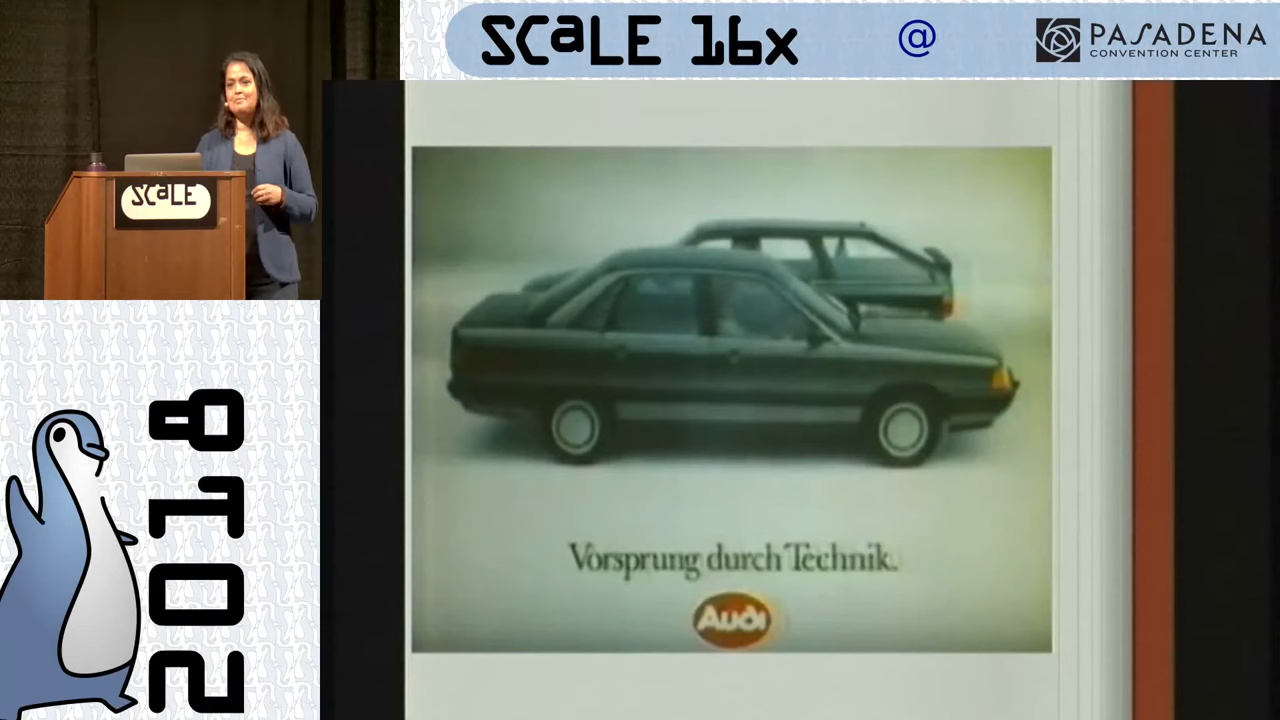 SCaLE 16x
@
PASADENA
CONVENTION CENTER
SCaLE
2018
Vorsprung durch Technik.
Audi